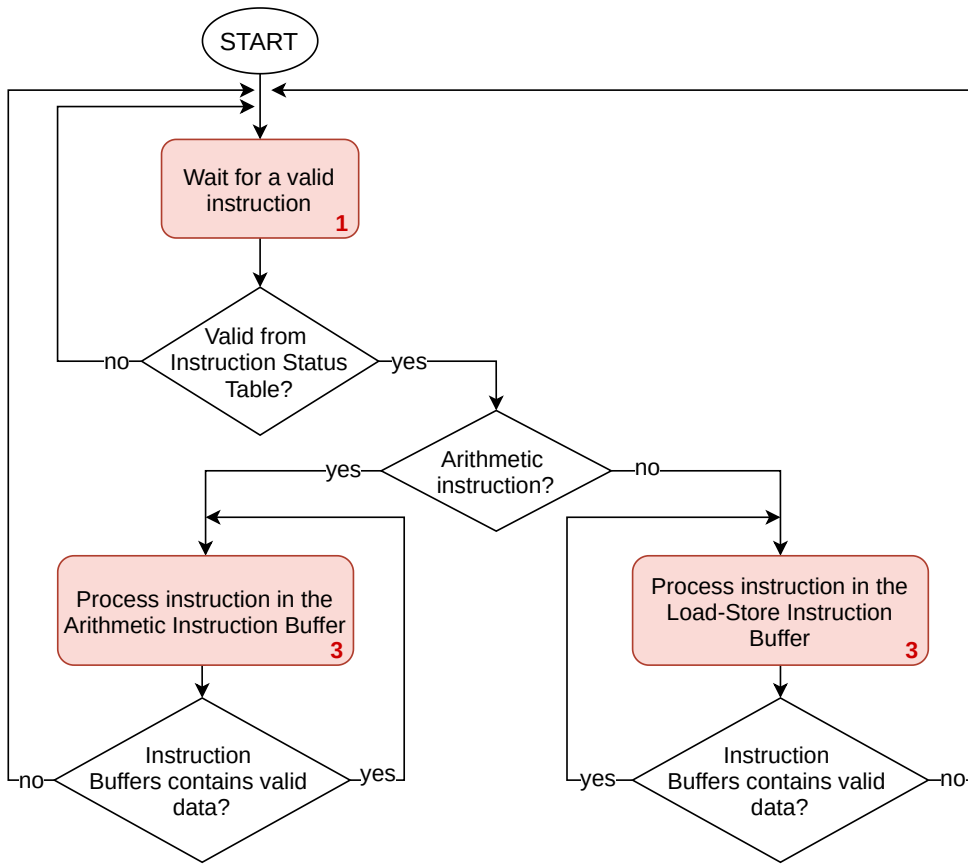 START
Wait for a valid
instruction
1
Valid from
Instruction Status
Table?
no
yes
Arithmetic
instruction?
yes
no
Process instruction in the
Arithmetic Instruction Buffer
3
Process instruction in the
Load-Store Instruction
Buffer
3
Instruction
Buffers contains valid
data?
no
yes
Instruction
Buffers contains valid
data?
yes
no